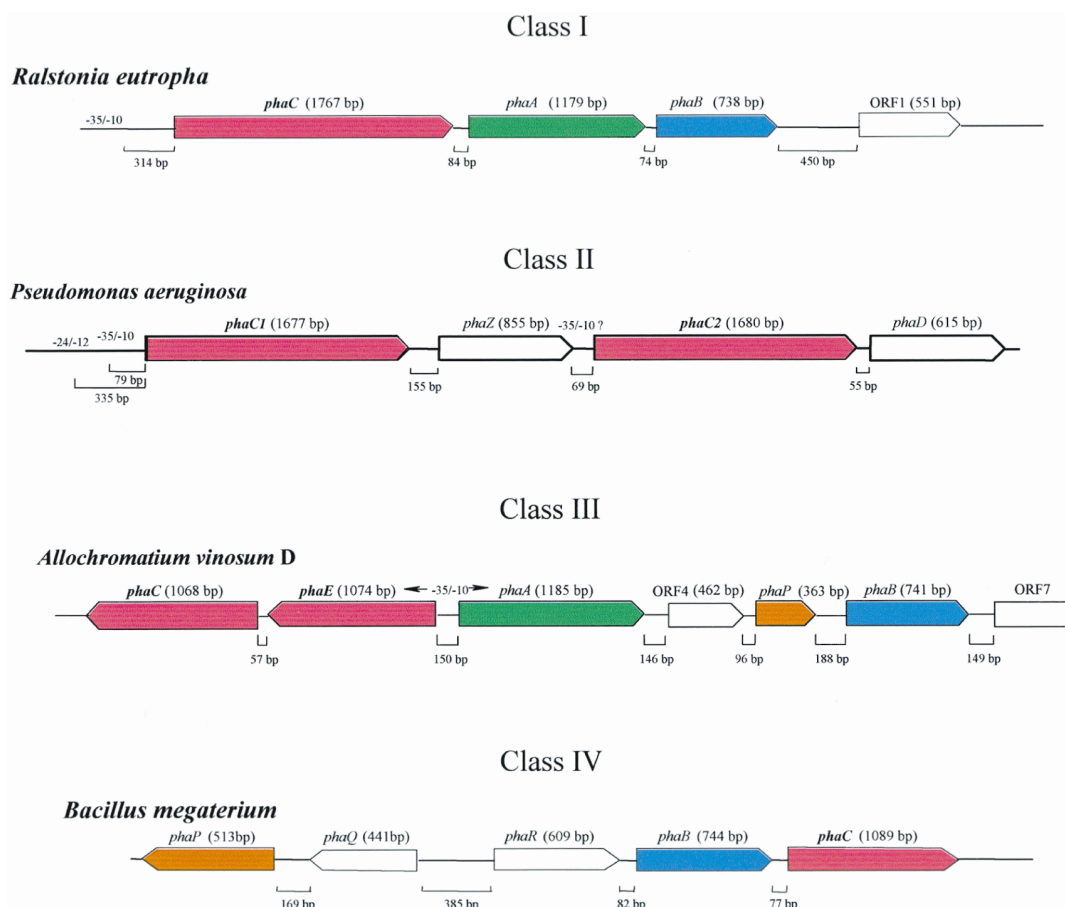 Class I
Ralstonia eutropha
phaC (1767 bp) phaA (1179 bp) phaB (738 bp) ORF1 (551 bp)
-35/-10
314 bp 84 bp 74 bp 450 bp
Class II
Pseudomonas aeruginosa
phaC1 (1677 bp) phaZ (855 bp) -35/-10 ? phaC2 (1680 bp) phaD (615 bp)
-24/-12 -35/-10
79 bp 155 bp 69 bp 55 bp
335 bp
Class III
Allochromatium vinosum D
phaC (1068 bp) phaE (1074 bp) -35/-10 phaA (1185 bp) ORF4 (462 bp) phaP (363 bp) phaB (741 bp) ORF7
57 bp 150 bp 146 bp 96 bp 188 bp 149 bp
Class IV
Bacillus megaterium
phaP (513bp) phaQ (441bp) phaR (609 bp) phaB (744 bp) phaC (1089 bp)
169 bp 385 bp 82 bp 77 bp